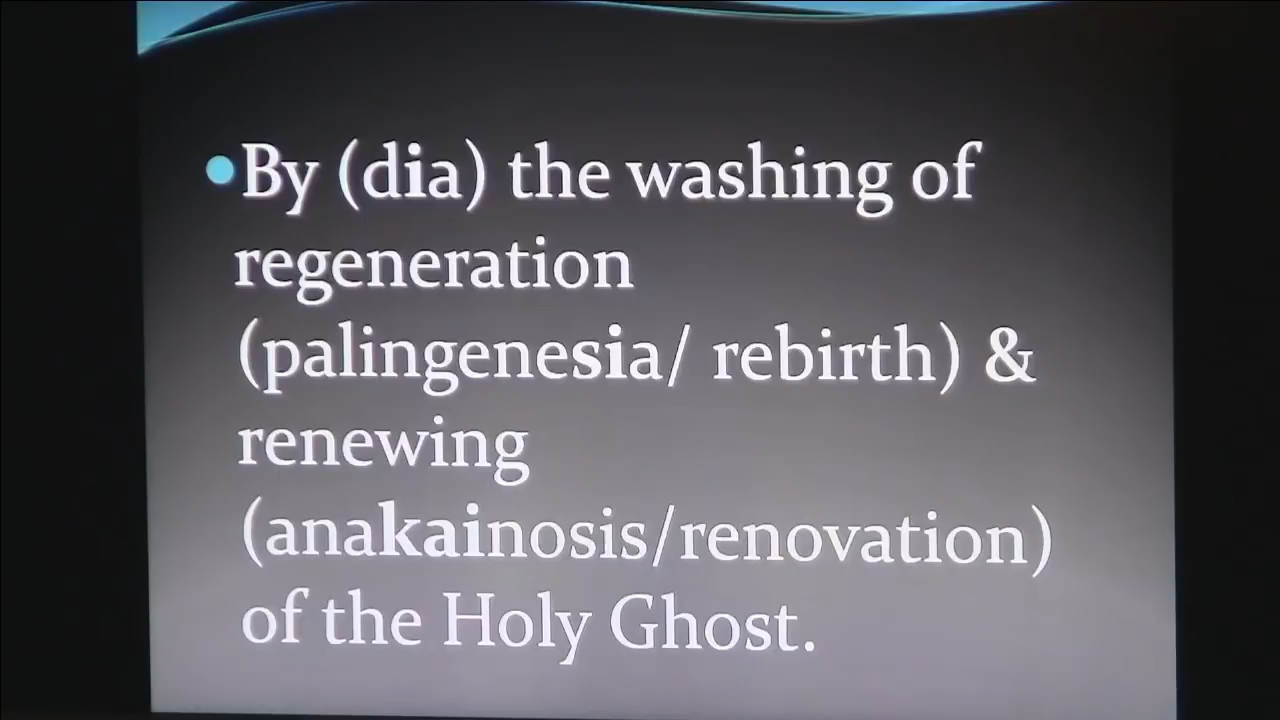 •By (dia) the washing of
regeneration
(palingenesia/ rebirth) &
renewing
(anakainosis/renovation)
of the Holy Ghost.